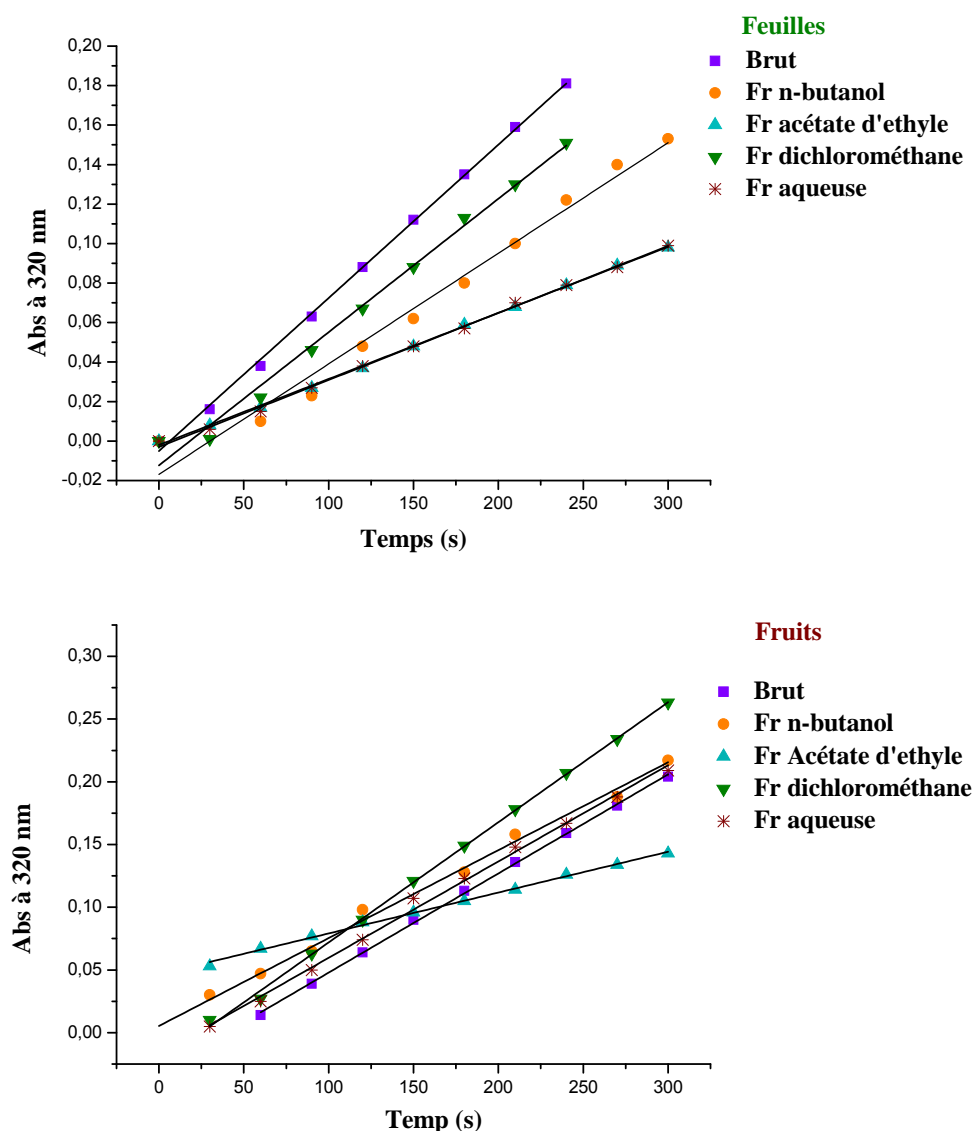 Feuilles
Brut
Fr n-butanol
Fr acétate d'ethyle
Fr dichlorométhane
Fr aqueuse
0,20
0,18
0,16
0,14
0,12
0,10
0,08
0,06
0,04
0,02
0,00
-0,02
Abs à 320 nm
0 50 100 150 200 250 300
Temps (s)
Fruits
Brut
Fr n-butanol
Fr Acétate d'ethyle
Fr dichlorométhane
Fr aqueuse
0,30
0,25
0,20
0,15
0,10
0,05
0,00
Abs à 320 nm
0 50 100 150 200 250 300
Temp (s)